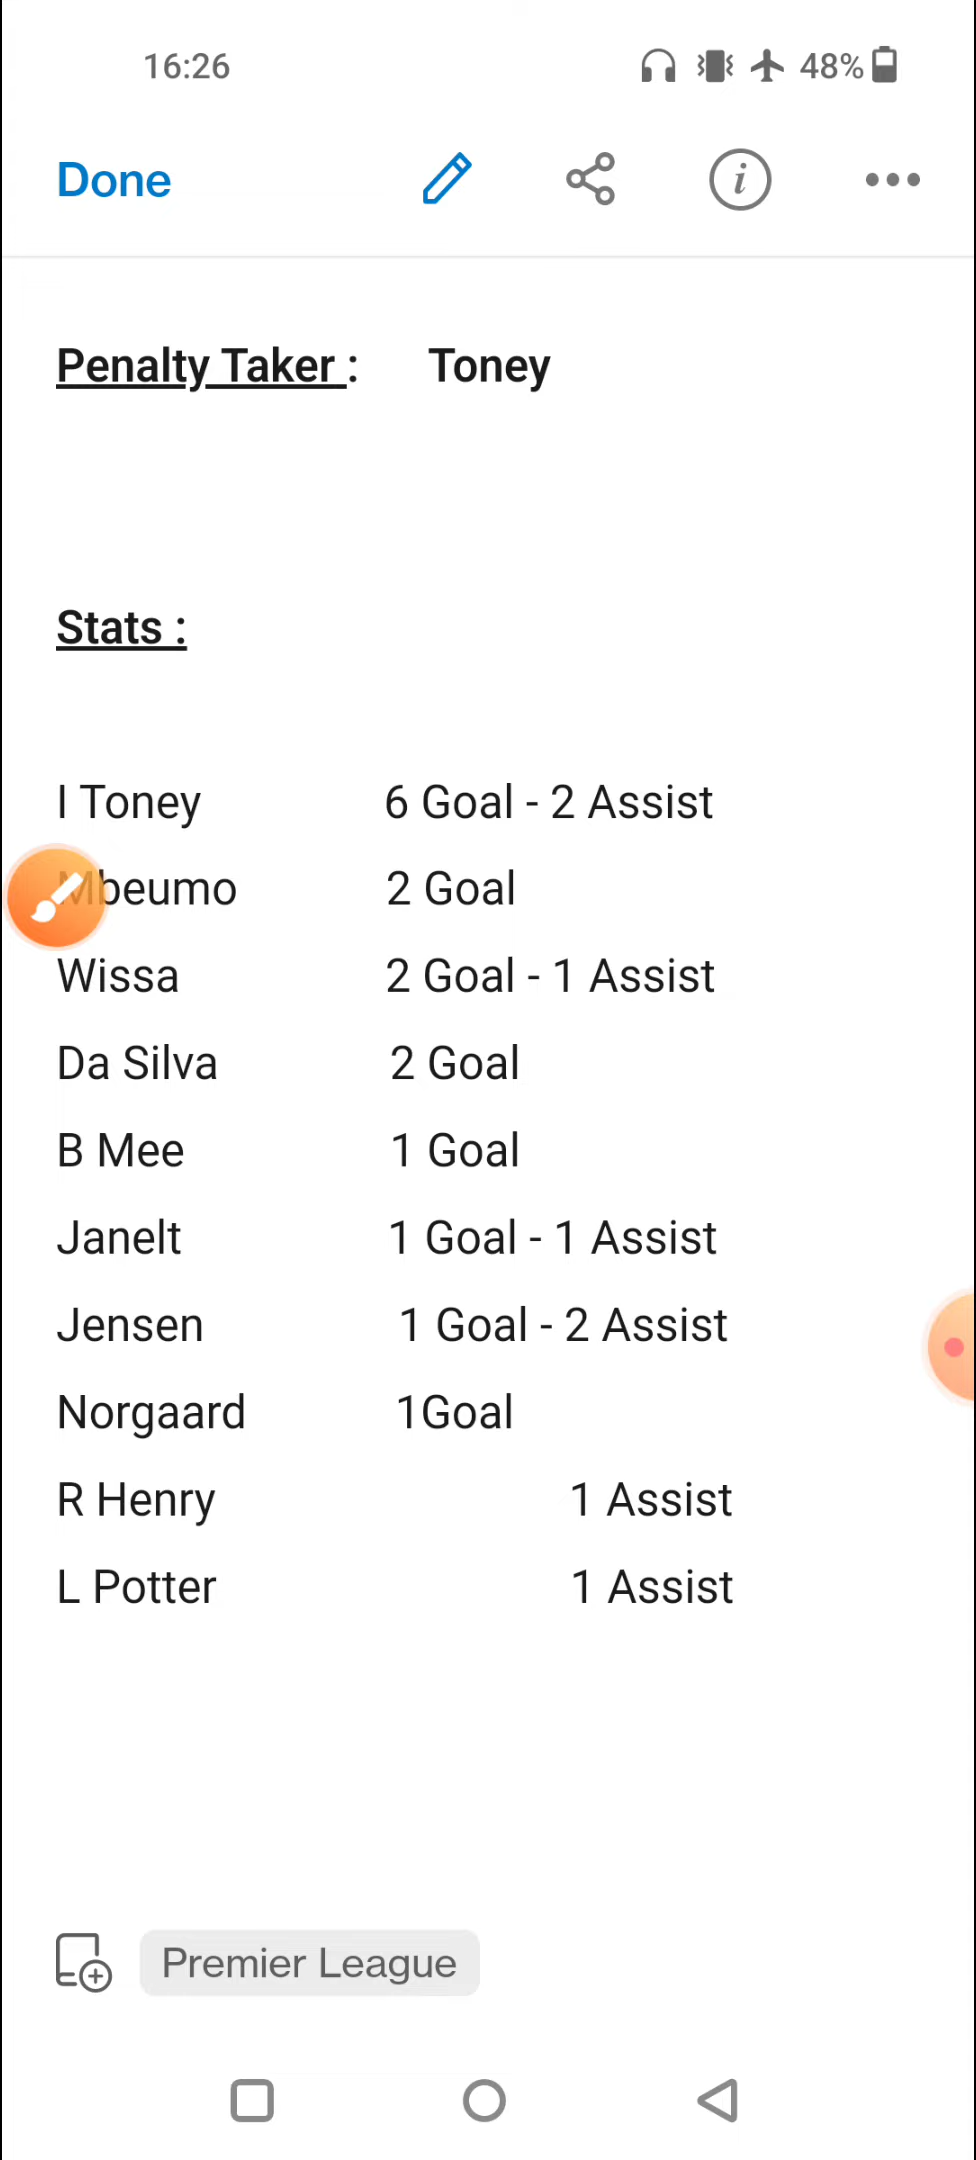 16:26 48%
Done
Penalty Taker : Toney
Stats :
I Toney 6 Goal - 2 Assist
Mbeumo 2 Goal
Wissa 2 Goal - 1 Assist
Da Silva 2 Goal
B Mee 1 Goal
Janelt 1 Goal - 1 Assist
Jensen 1 Goal - 2 Assist
Norgaard 1Goal
R Henry 1 Assist
L Potter 1 Assist
Premier League